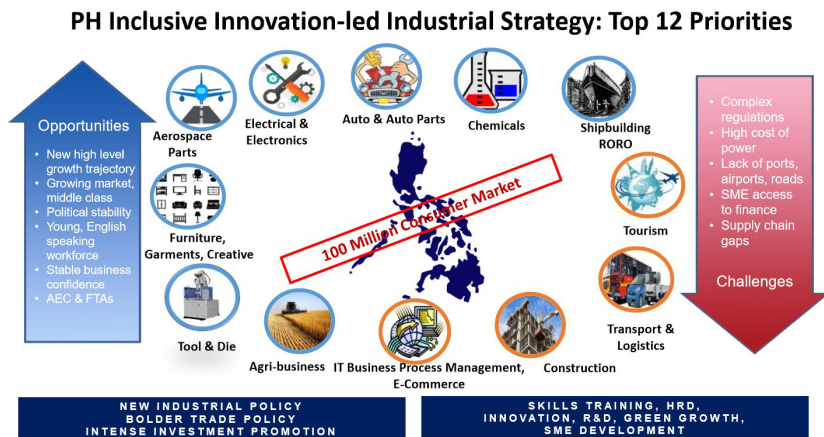 PH Inclusive Innovation-led Industrial Strategy: Top 12 Priorities
Opportunities
• New high level
growth trajectory
• Growing market,
middle class
• Political stability
• Young, English
speaking
workforce
• Stable business
confidence
• AEC & FTAs
Aerospace
Parts
Electrical &
Electronics
Auto & Auto Parts
Chemicals
Shipbuilding
RORO
Furniture,
Garments, Creative
100 Million Consumer Market
Tourism
Tool & Die
Agri-business
IT Business Process Management,
E-Commerce
Construction
Transport &
Logistics
• Complex
regulations
• High cost of
power
• Lack of ports,
airports, roads
• SME access
to finance
• Supply chain
gaps
Challenges
NEW INDUSTRIAL POLICY
BOLDER TRADE POLICY
INTENSE INVESTMENT PROMOTION
SKILLS TRAINING, HRD,
INNOVATION, R&D, GREEN GROWTH,
SME DEVELOPMENT